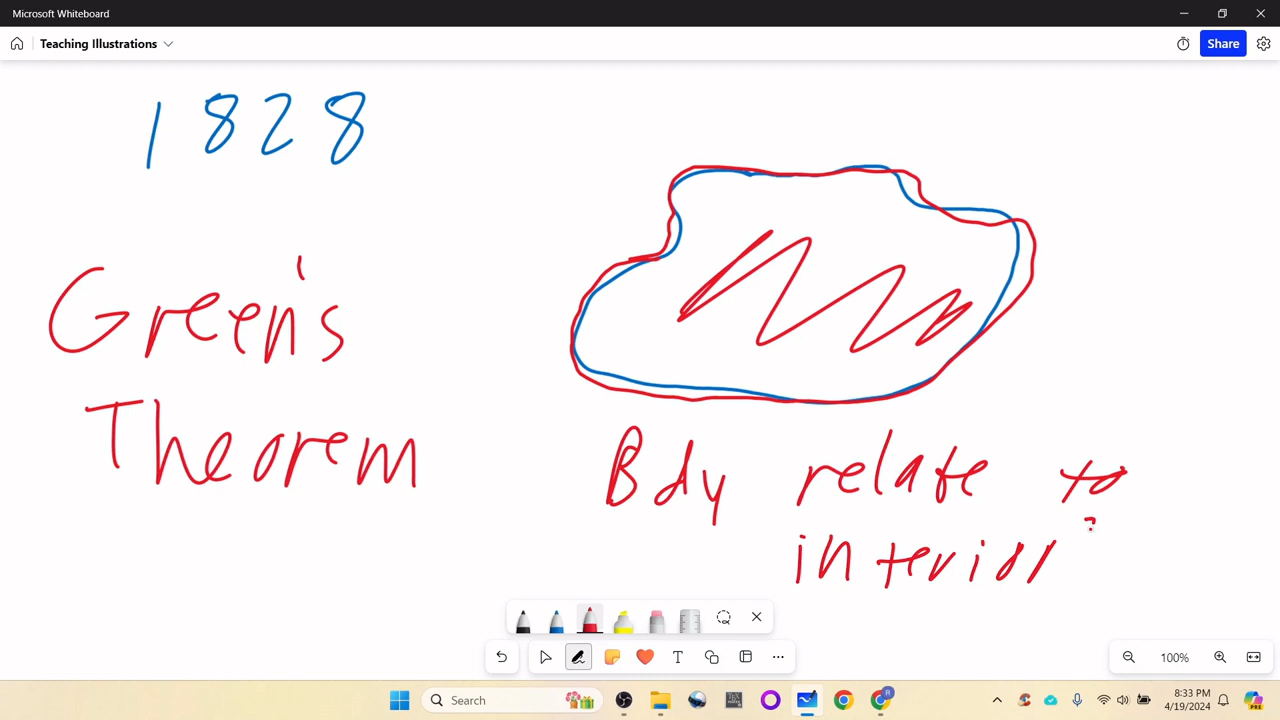 Microsoft Whiteboard
Teaching Illustrations
Share
1828
Green's
Theorem
Bdy relate to
interior ?
T
100%
Search
8:33 PM
4/19/2024